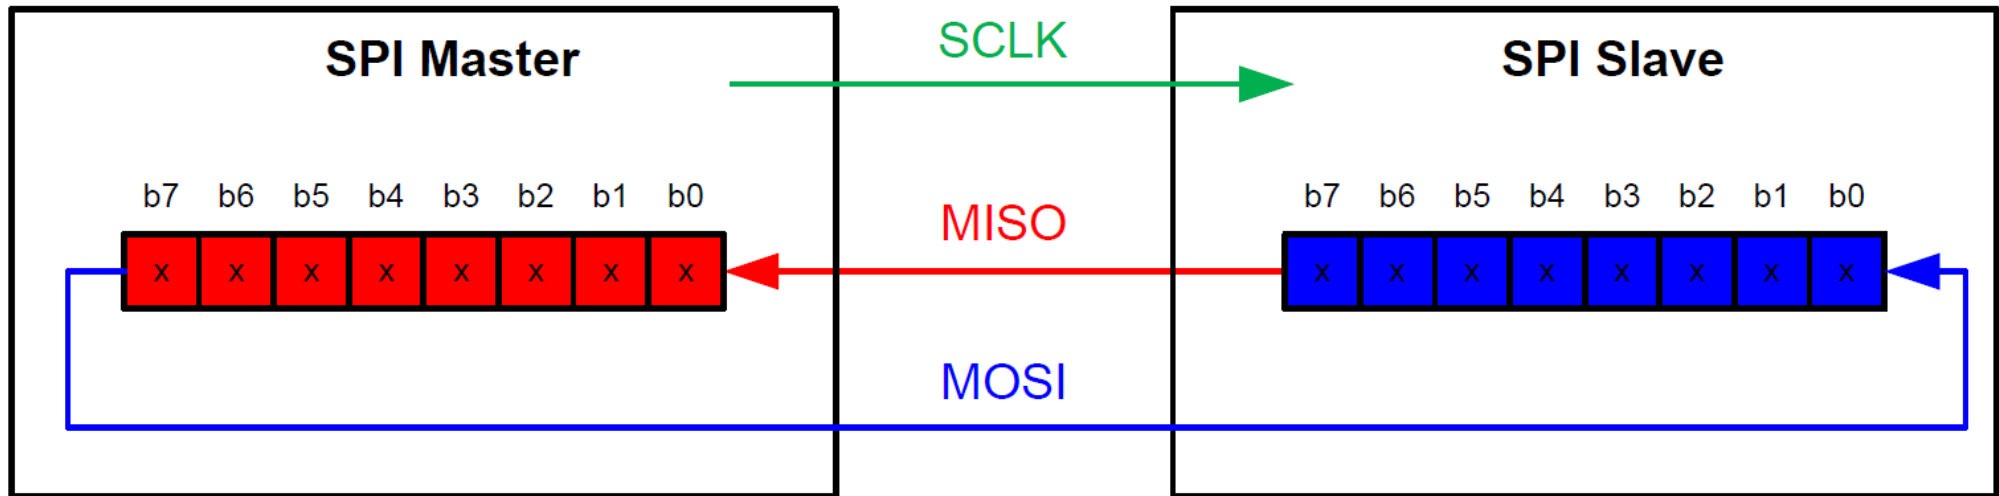 SPI Master
SCLK
SPI Slave
b7 b6 b5 b4 b3 b2 b1 b0
MISO
b7 b6 b5 b4 b3 b2 b1 b0
x x x x x x x x
x x x x x x x x
MOSI